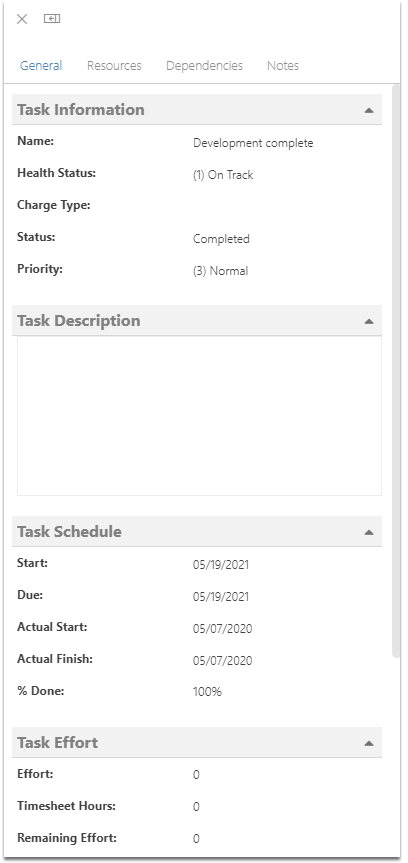 General Resources Dependencies Notes
Task Information
Name: Development complete
Health Status: (1) On Track
Charge Type:
Status: Completed
Priority: (3) Normal
Task Description
Task Schedule
Start: 05/19/2021
Due: 05/19/2021
Actual Start: 05/07/2020
Actual Finish: 05/07/2020
% Done: 100%
Task Effort
Effort: 0
Timesheet Hours: 0
Remaining Effort: 0